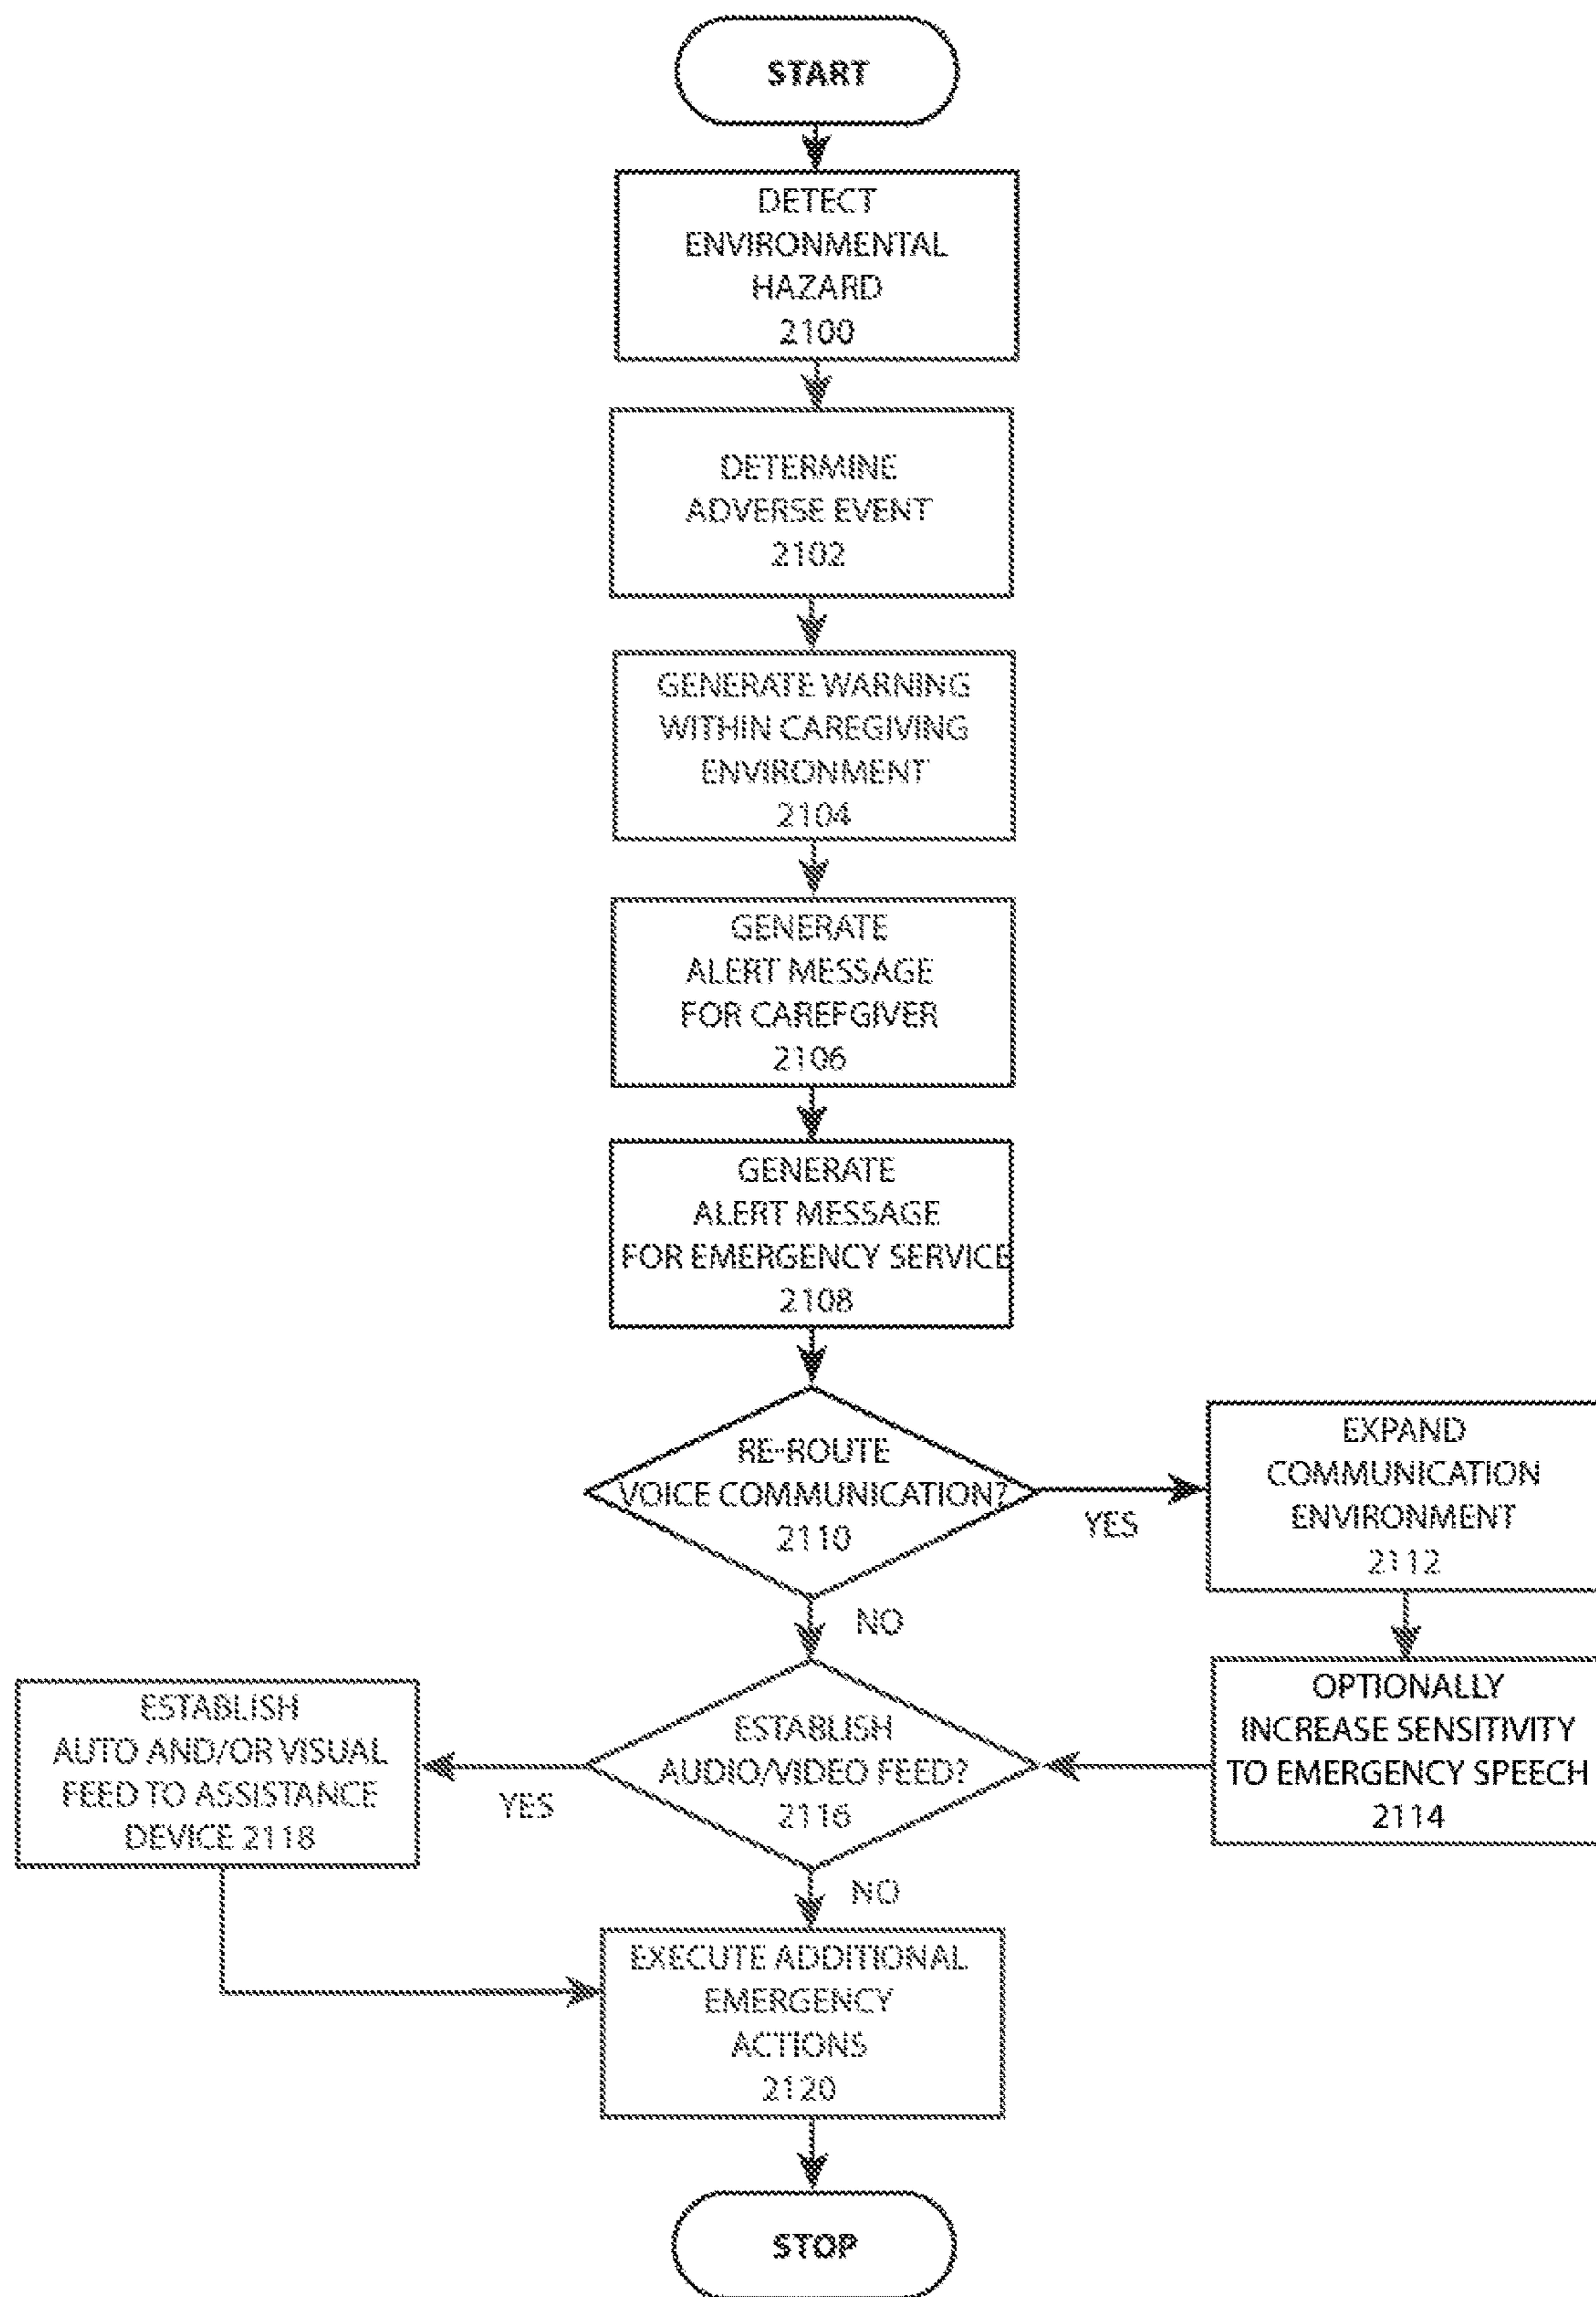 START
DETECT
ENVIRONMENTAL
HAZARD
2100
DETERMINE
ADVERSE EVENT
2102
GENERATE WARNING
WITHIN CAREGIVING
ENVIRONMENT
2104
GENERATE
ALERT MESSAGE
FOR CAREFGIVER
2106
GENERATE
ALERT MESSAGE
FOR EMERGENCY SERVICE
2108
RE-ROUTE
VOICE COMMUNICATION?
2110
YES
EXPAND
COMMUNICATION
ENVIRONMENT
2112
NO
OPTIONALLY
INCREASE SENSITIVITY
TO EMERGENCY SPEECH
2114
ESTABLISH
AUDIO/VIDEO FEED?
2116
YES
ESTABLISH
AUTO AND/OR VISUAL
FEED TO ASSISTANCE
DEVICE 2118
NO
EXECUTE ADDITIONAL
EMERGENCY
ACTIONS
2120
STOP